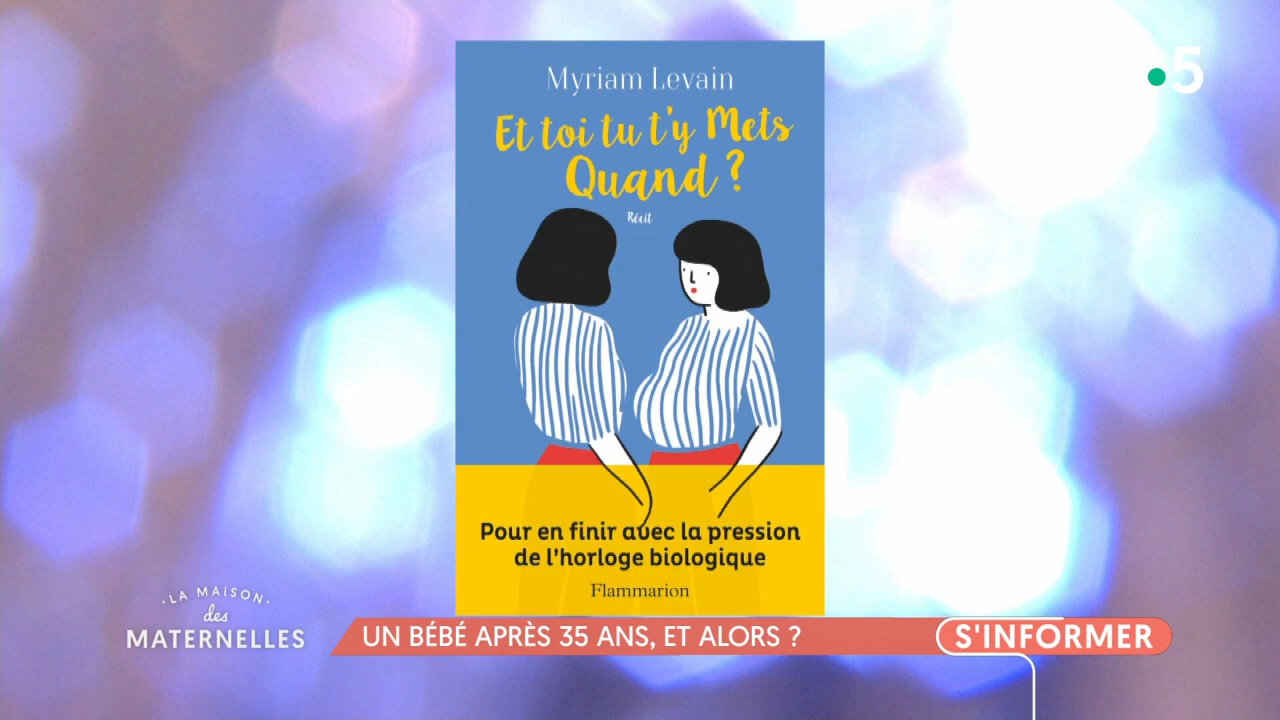 5
Myriam Levain
Et toi tu t'y Mets
Quand ?
Récit
Pour en finir avec la pression
de l'horloge biologique
Flammarion
·LA MAISON·
des
MATERNELLES
UN BÉBÉ APRÈS 35 ANS, ET ALORS ?
S'INFORMER